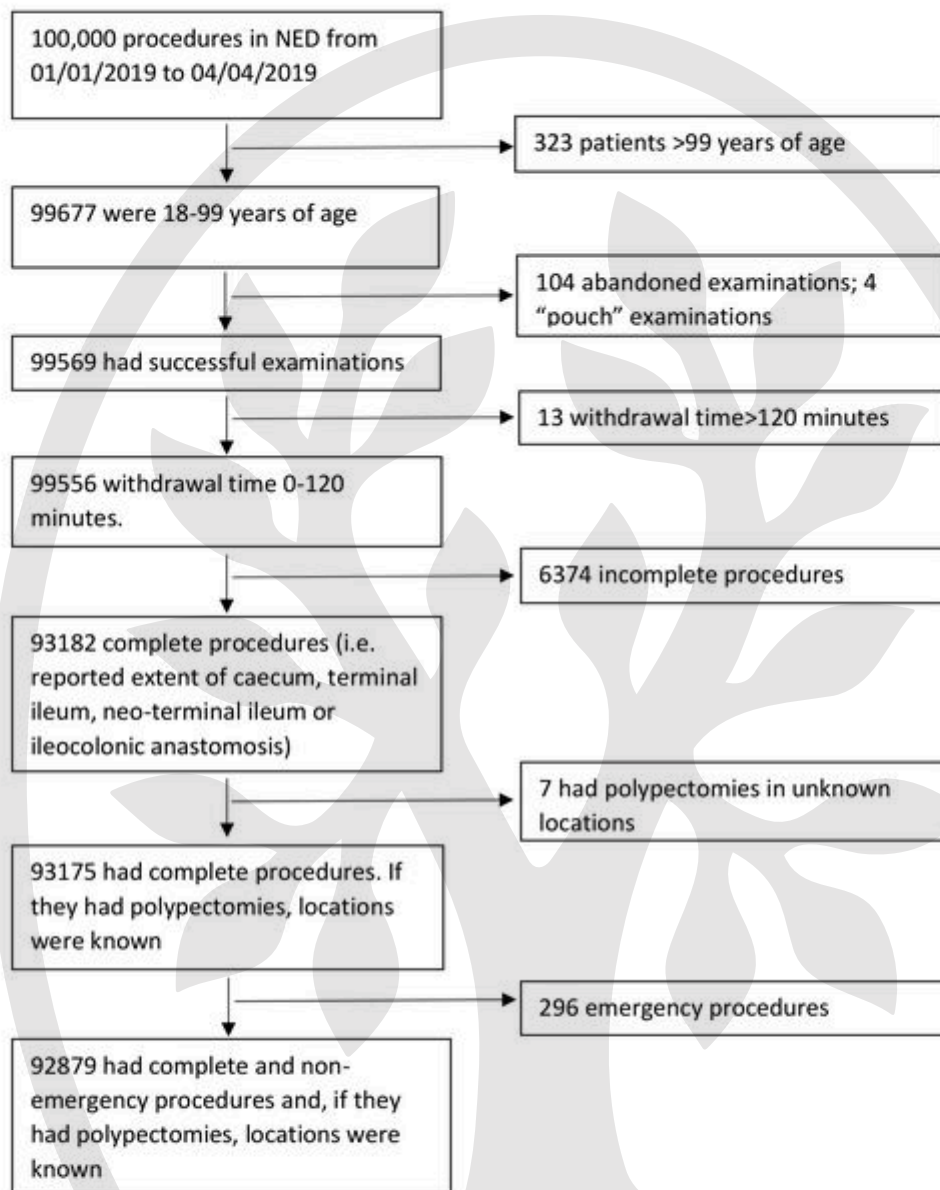 100,000 procedures in NED from
01/01/2019 to 04/04/2019
323 patients >99 years of age
99677 were 18-99 years of age
104 abandoned examinations; 4
“pouch” examinations
99569 had successful examinations
13 withdrawal time>120 minutes
99556 withdrawal time 0-120
minutes.
6374 incomplete procedures
93182 complete procedures (i.e.
reported extent of caecum, terminal
ileum, neo-terminal ileum or
ileocolonic anastomosis)
7 had polypectomies in unknown
locations
93175 had complete procedures. If
they had polypectomies, locations
were known
296 emergency procedures
92879 had complete and non-
emergency procedures and, if they
had polypectomies, locations were
known